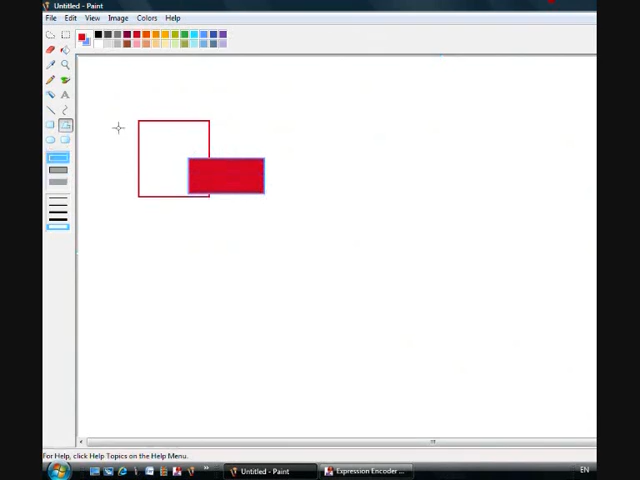 Untitled - Paint
File Edit View Image Colors Help
For Help, click Help Topics on the Help Menu.
Untitled - Paint
Expression Encoder ...
EN